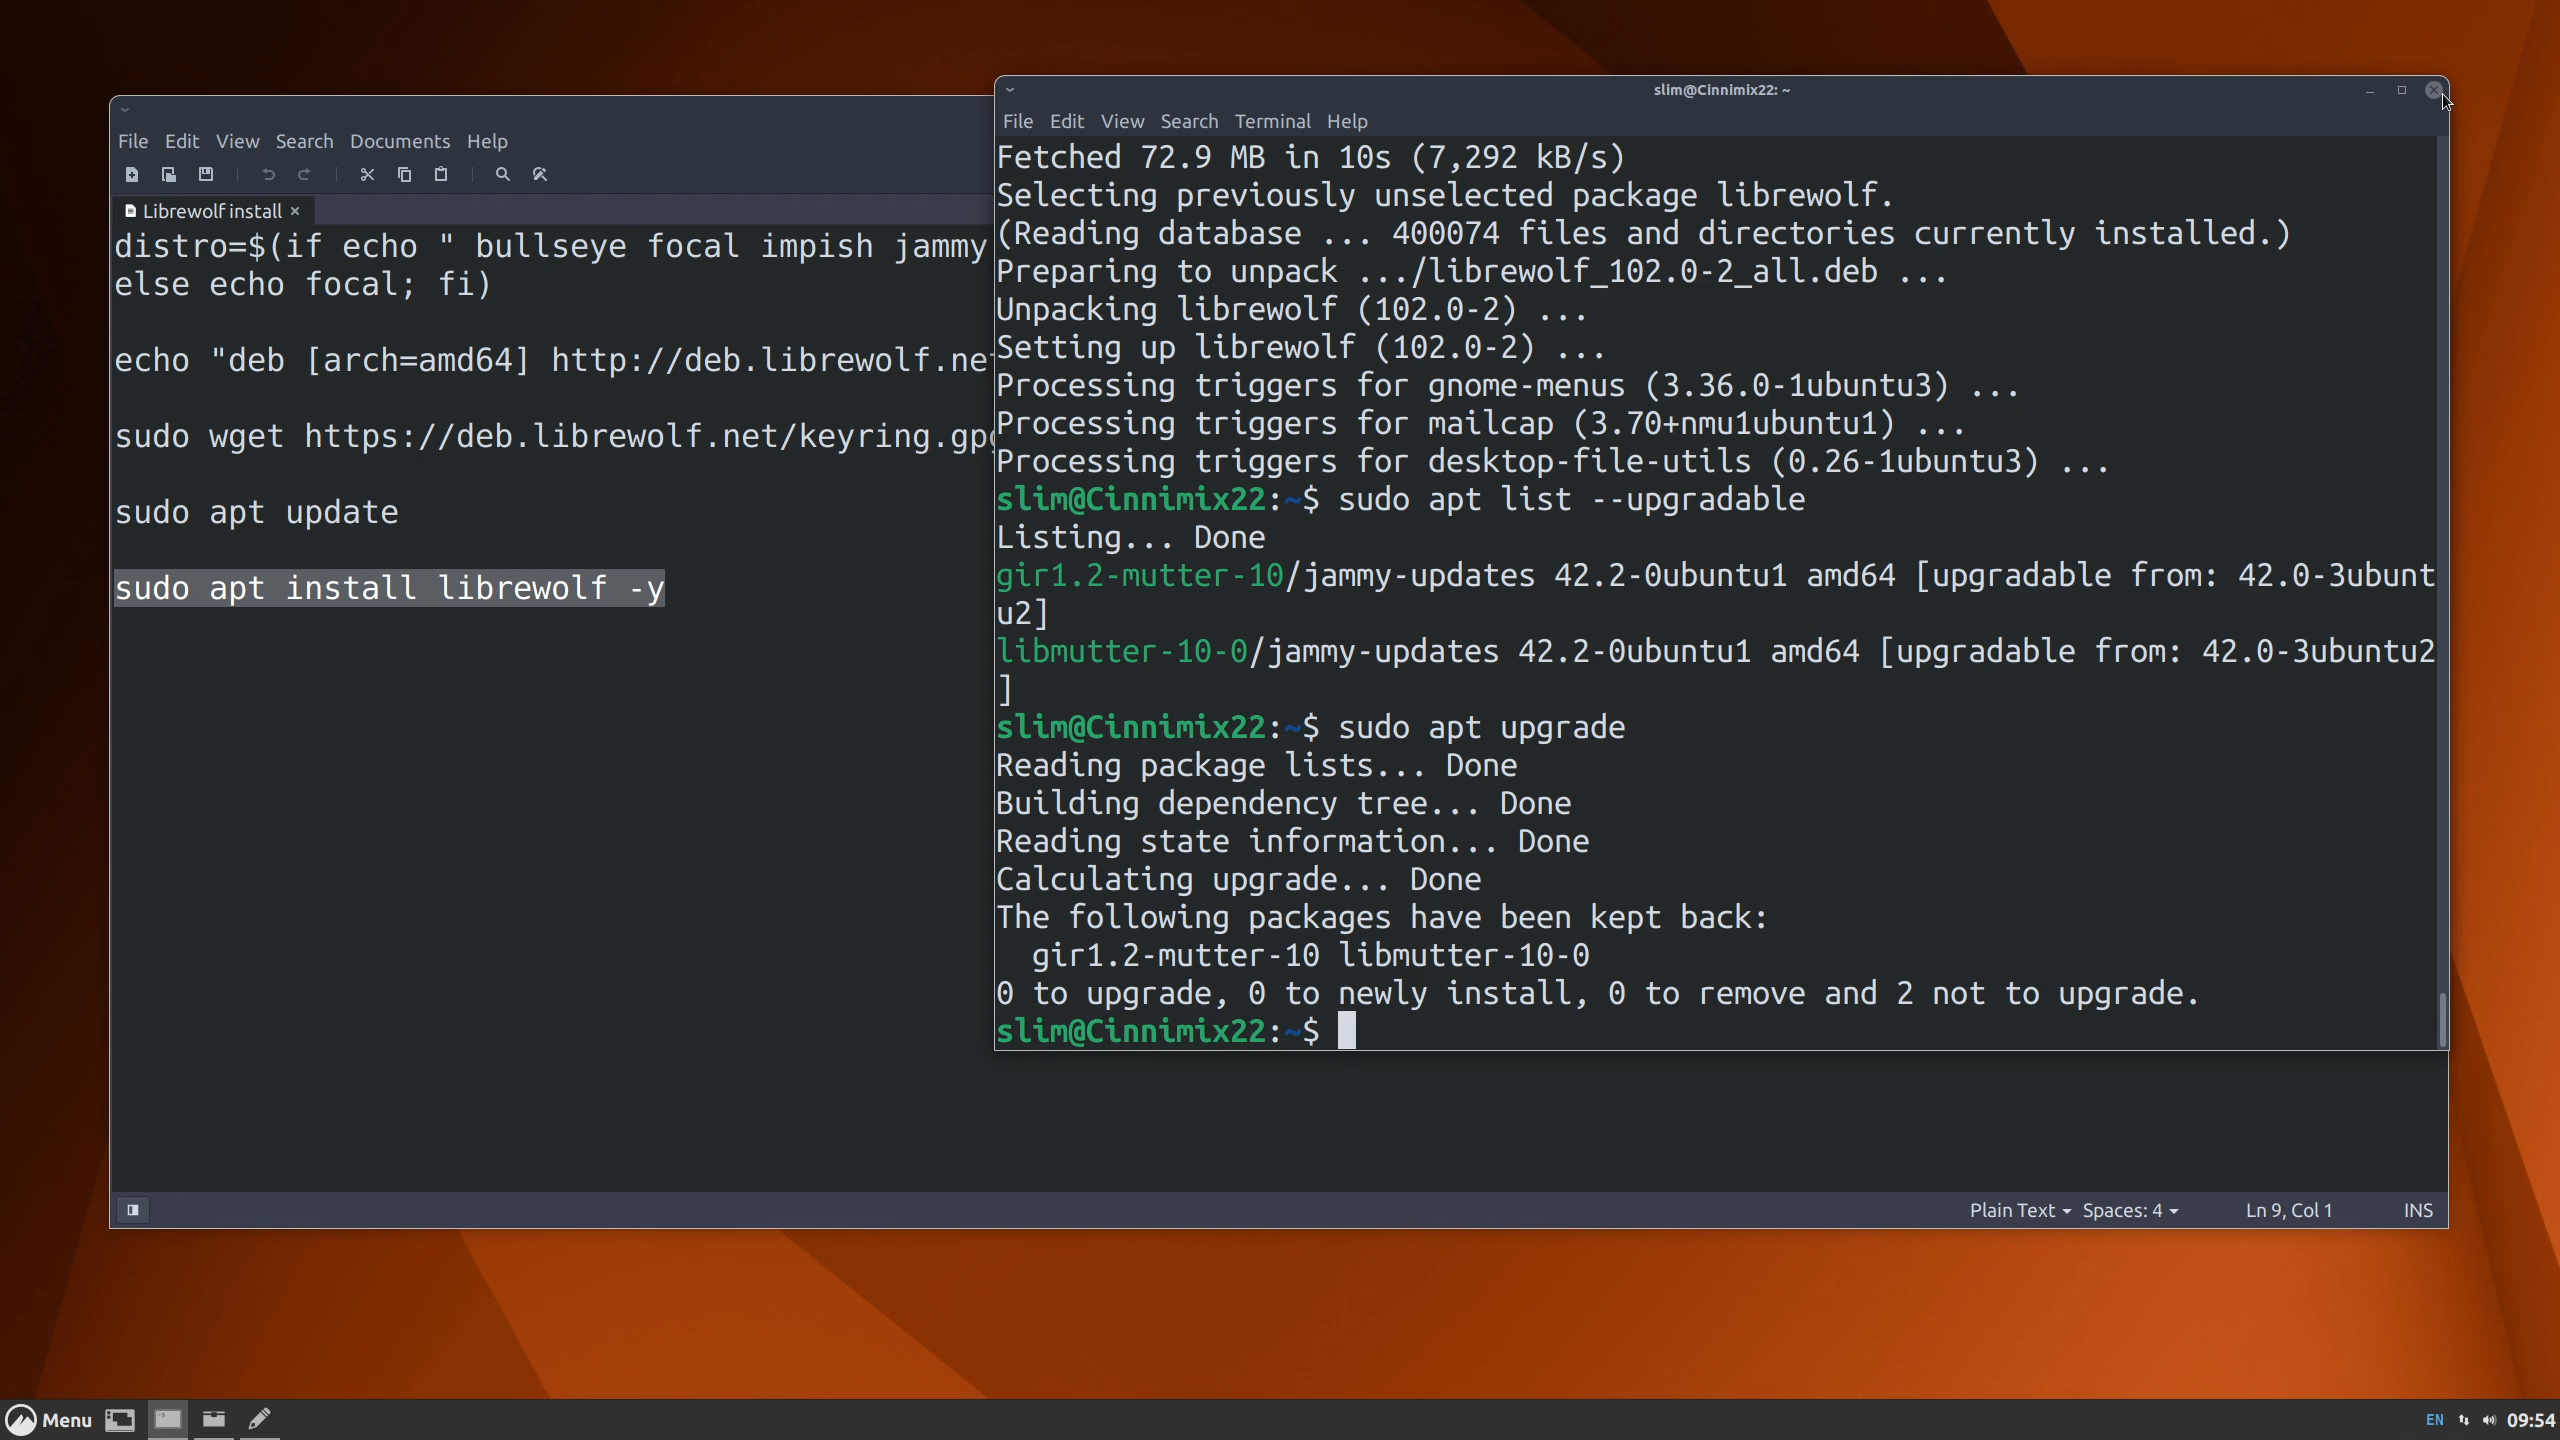 File Edit View Search Documents Help
Librewolf install
distro=$(if echo " bullseye focal impish jammy
else echo focal; fi)
echo "deb [arch=amd64] http://deb.librewolf.ne
sudo wget https://deb.librewolf.net/keyring.gpg
sudo apt update
sudo apt install librewolf -y
Plain Text Spaces: 4 Ln 9, Col 1 INS
slim@Cinnimix22: ~
File Edit View Search Terminal Help
Fetched 72.9 MB in 10s (7,292 kB/s)
Selecting previously unselected package librewolf.
(Reading database ... 400074 files and directories currently installed.)
Preparing to unpack .../librewolf_102.0-2_all.deb ...
Unpacking librewolf (102.0-2) ...
Setting up librewolf (102.0-2) ...
Processing triggers for gnome-menus (3.36.0-1ubuntu3) ...
Processing triggers for mailcap (3.70+nmu1ubuntu1) ...
Processing triggers for desktop-file-utils (0.26-1ubuntu3) ...
slim@Cinnimix22:~$ sudo apt list --upgradable
Listing... Done
gir1.2-mutter-10/jammy-updates 42.2-0ubuntu1 amd64 [upgradable from: 42.0-3ubunt
u2]
libmutter-10-0/jammy-updates 42.2-0ubuntu1 amd64 [upgradable from: 42.0-3ubuntu2
]
slim@Cinnimix22:~$ sudo apt upgrade
Reading package lists... Done
Building dependency tree... Done
Reading state information... Done
Calculating upgrade... Done
The following packages have been kept back:
  gir1.2-mutter-10 libmutter-10-0
0 to upgrade, 0 to newly install, 0 to remove and 2 not to upgrade.
slim@Cinnimix22:~$
Menu
EN 09:54